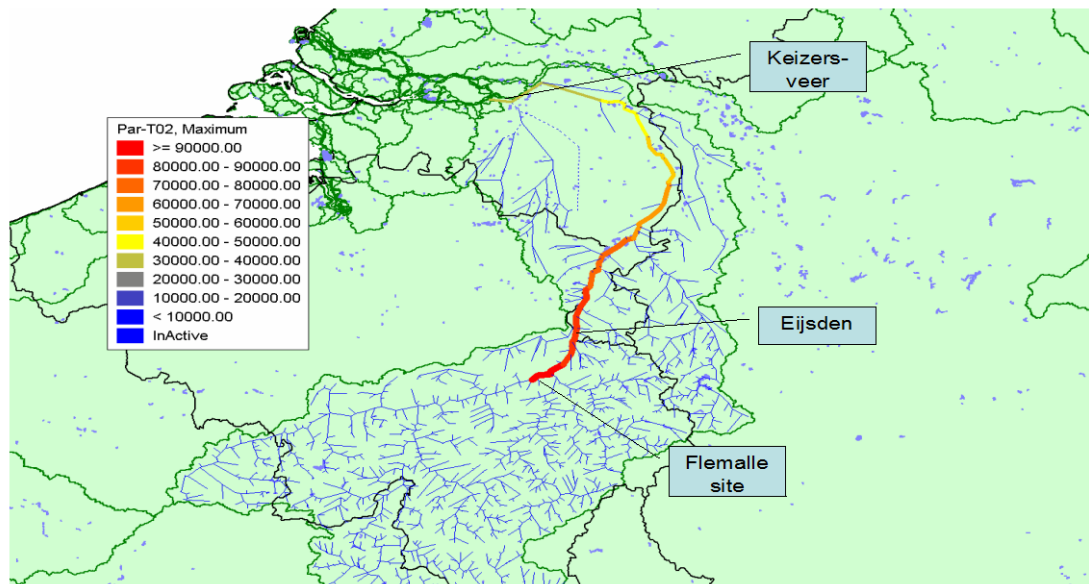 Keizers-
veer
Par-T02, Maximum
>= 90000.00
80000.00 - 90000.00
70000.00 - 80000.00
60000.00 - 70000.00
50000.00 - 60000.00
40000.00 - 50000.00
30000.00 - 40000.00
20000.00 - 30000.00
10000.00 - 20000.00
< 10000.00
InActive
Eijsden
Flemalle
site